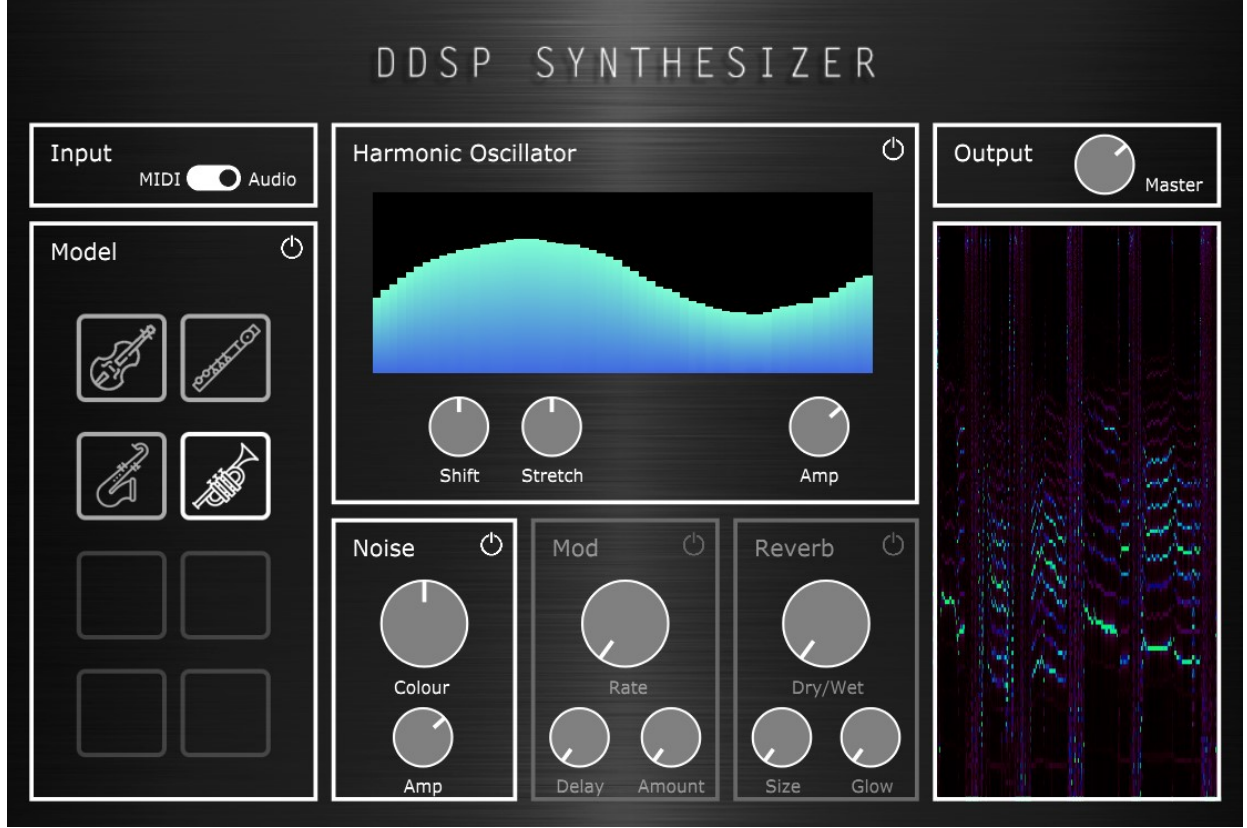 DDSP SYNTHESIZER
Input
MIDI Audio
Model
Harmonic Oscillator
Shift Stretch Amp
Noise
Colour
Amp
Mod
Rate
Delay Amount
Reverb
Dry/Wet
Size Glow
Output
Master